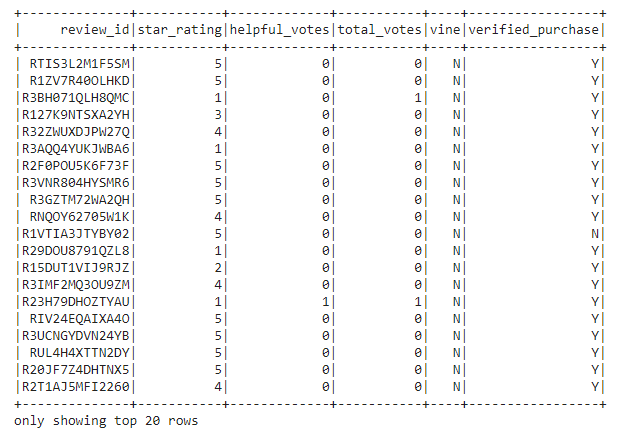 +--------------+-----------+-------------+-----------+----+-----------------+
|     review_id|star_rating|helpful_votes|total_votes|vine|verified_purchase|
+--------------+-----------+-------------+-----------+----+-----------------+
| RTIS3L2M1F5SM|          5|            0|          0|   N|                Y|
| R1ZV7R40OLHKD|          5|            0|          0|   N|                Y|
|R3BH071QLH8QMC|          1|            0|          1|   N|                Y|
|R127K9NTSXA2YH|          3|            0|          0|   N|                Y|
|R32ZWUXDJPW27Q|          4|            0|          0|   N|                Y|
|R3AQQ4YUKJWBA6|          1|            0|          0|   N|                Y|
|R2F0POU5K6F73F|          5|            0|          0|   N|                Y|
|R3VNR804HYSMR6|          5|            0|          0|   N|                Y|
| R3GZTM72WA2QH|          5|            0|          0|   N|                Y|
| RNQOY62705W1K|          4|            0|          0|   N|                Y|
|R1VTIA3JTYBY02|          5|            0|          0|   N|                N|
|R29DOU8791QZL8|          1|            0|          0|   N|                Y|
|R15DUT1VIJ9RJZ|          2|            0|          0|   N|                Y|
|R3IMF2MQ3OU9ZM|          4|            0|          0|   N|                Y|
|R23H79DHOZTYAU|          1|            1|          1|   N|                Y|
| RIV24EQAIXA4O|          5|            0|          0|   N|                Y|
|R3UCNGYDVN24YB|          5|            0|          0|   N|                Y|
| RUL4H4XTTN2DY|          5|            0|          0|   N|                Y|
|R20JF7Z4DHTNX5|          5|            0|          0|   N|                Y|
|R2T1AJ5MFI2260|          4|            0|          0|   N|                Y|
+--------------+-----------+-------------+-----------+----+-----------------+
only showing top 20 rows